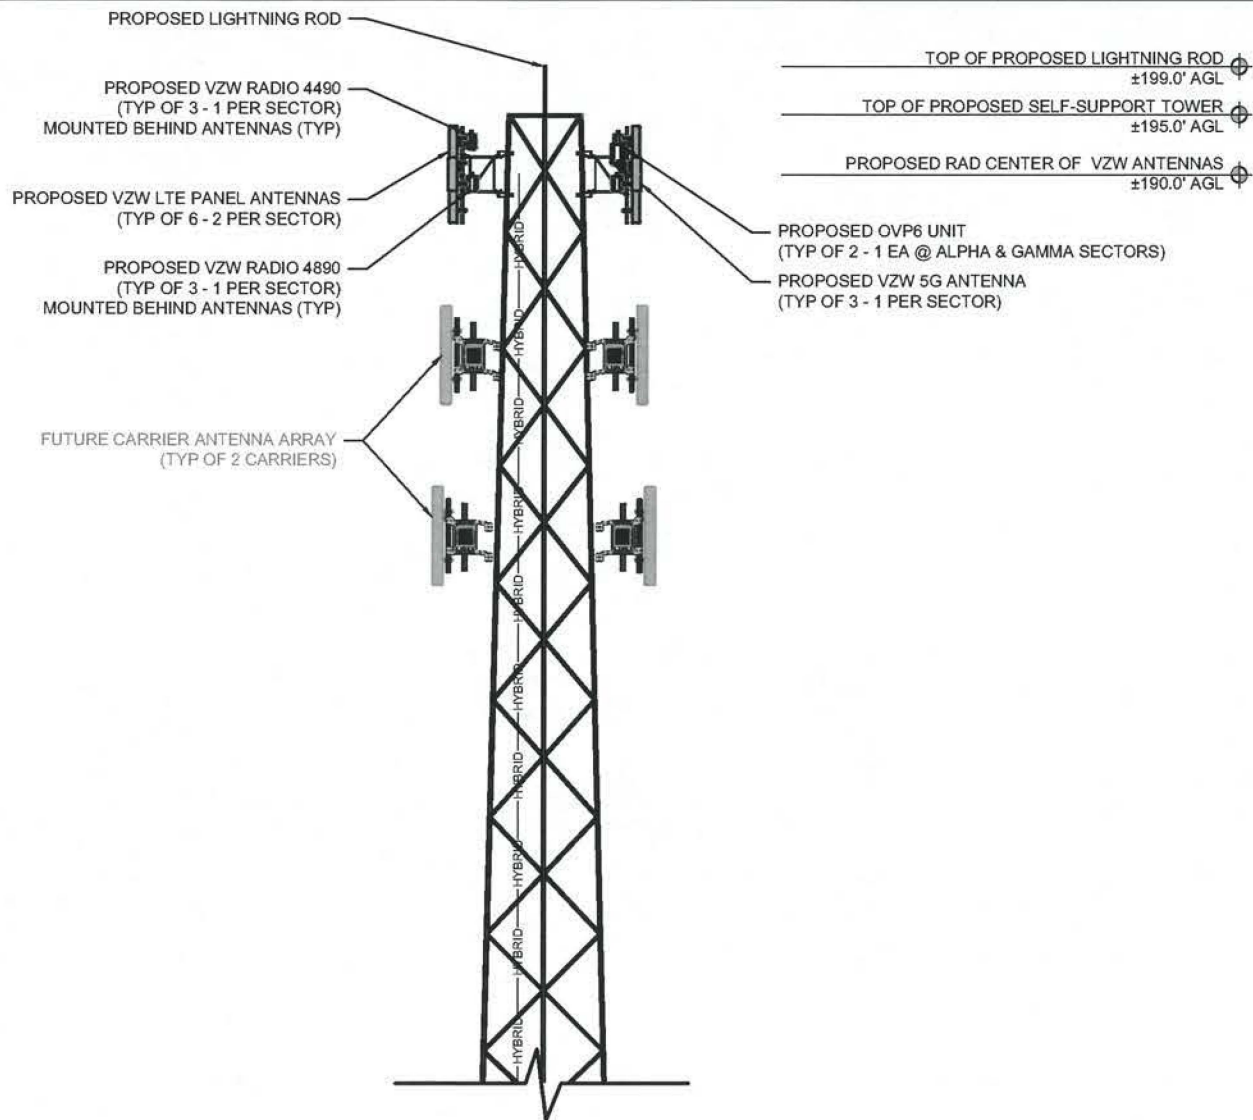 PROPOSED LIGHTNING ROD
PROPOSED VZW RADIO 4490
(TYP OF 3 - 1 PER SECTOR)
MOUNTED BEHIND ANTENNAS (TYP)
PROPOSED VZW LTE PANEL ANTENNAS
(TYP OF 6 - 2 PER SECTOR)
PROPOSED VZW RADIO 4890
(TYP OF 3 - 1 PER SECTOR)
MOUNTED BEHIND ANTENNAS (TYP)
FUTURE CARRIER ANTENNA ARRAY
(TYP OF 2 CARRIERS)
TOP OF PROPOSED LIGHTNING ROD
±199.0' AGL
TOP OF PROPOSED SELF-SUPPORT TOWER
±195.0' AGL
PROPOSED RAD CENTER OF VZW ANTENNAS
±190.0' AGL
PROPOSED OVP6 UNIT
(TYP OF 2 - 1 EA @ ALPHA & GAMMA SECTORS)
PROPOSED VZW 5G ANTENNA
(TYP OF 3 - 1 PER SECTOR)
HYBRID
HYBRID
HYBRID
HYBRID
HYBRID
HYBRID
HYBRID
HYBRID
HYBRID
HYBRID